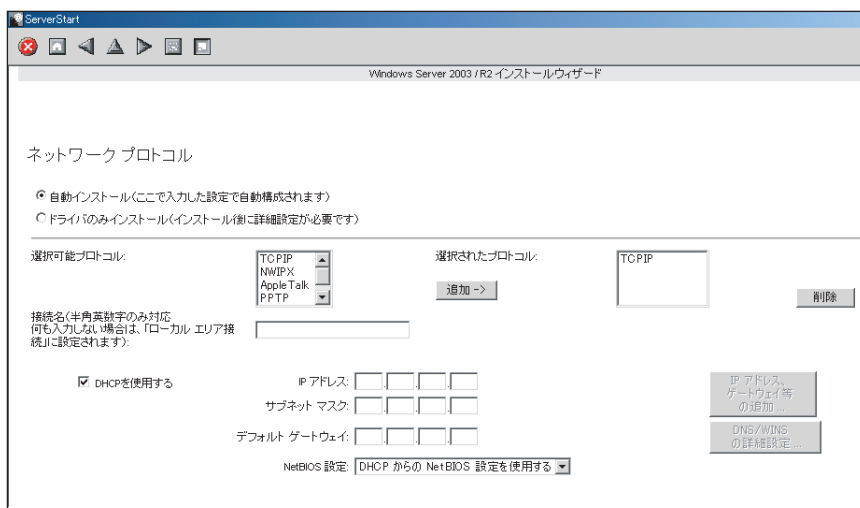 ServerStart
Windows Server 2003 / R2 インストールウィザード
ネットワーク プロトコル
自動インストール(ここで入力した設定で自動構成されます)
ドライバのみインストール(インストール後に詳細設定が必要です)
選択可能プロトコル:
TCPIP
NWIPX
AppleTalk
PPTP
追加 ->
選択されたプロトコル:
TCPIP
削除
接続名(半角英数字のみ対応
何も入力しない場合は、「ローカル エリア接
続」に設定されます):
DHCPを使用する
IP アドレス:
サブネット マスク:
デフォルト ゲートウェイ:
NetBIOS 設定:
DHCP からの NetBIOS 設定を使用する
IP アドレス、
ゲートウェイ等
の追加 ...
DNS/WINS
の詳細設定 ...